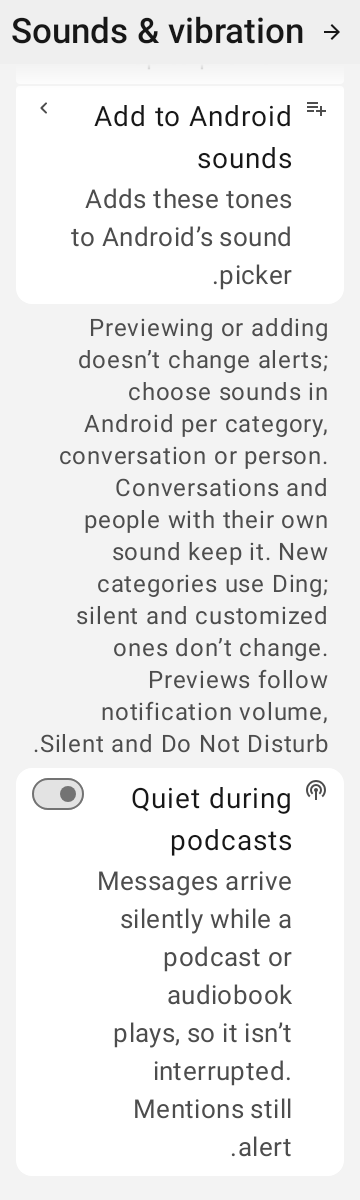 Sounds & vibration
Add to Android
sounds
Adds these tones
to Android’s sound
.picker
Previewing or adding
doesn’t change alerts;
choose sounds in
Android per category,
conversation or person.
Conversations and
people with their own
sound keep it. New
categories use Ding;
silent and customized
ones don’t change.
Previews follow
notification volume,
.Silent and Do Not Disturb
Quiet during
podcasts
Messages arrive
silently while a
podcast or
audiobook
plays, so it isn’t
interrupted.
Mentions still
.alert